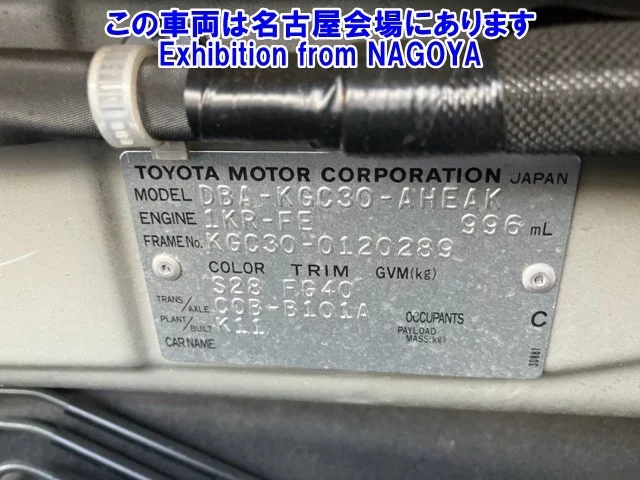 この車両は名古屋会場にあります
Exhibition from NAGOYA
TOYOTA MOTOR CORPORATION JAPAN
MODEL DBA-KGC30-AHEAK
ENGINE 1KR-FE 996 mL
FRAME No. KGC30-0120289
COLOR TRIM GVM(kg)
S28 FG40
TRANS/AXLE C0B-B101A
PLANT/BUILT K11
OCCUPANTS
PAYLOAD MASS(kg)
C
CAR NAME